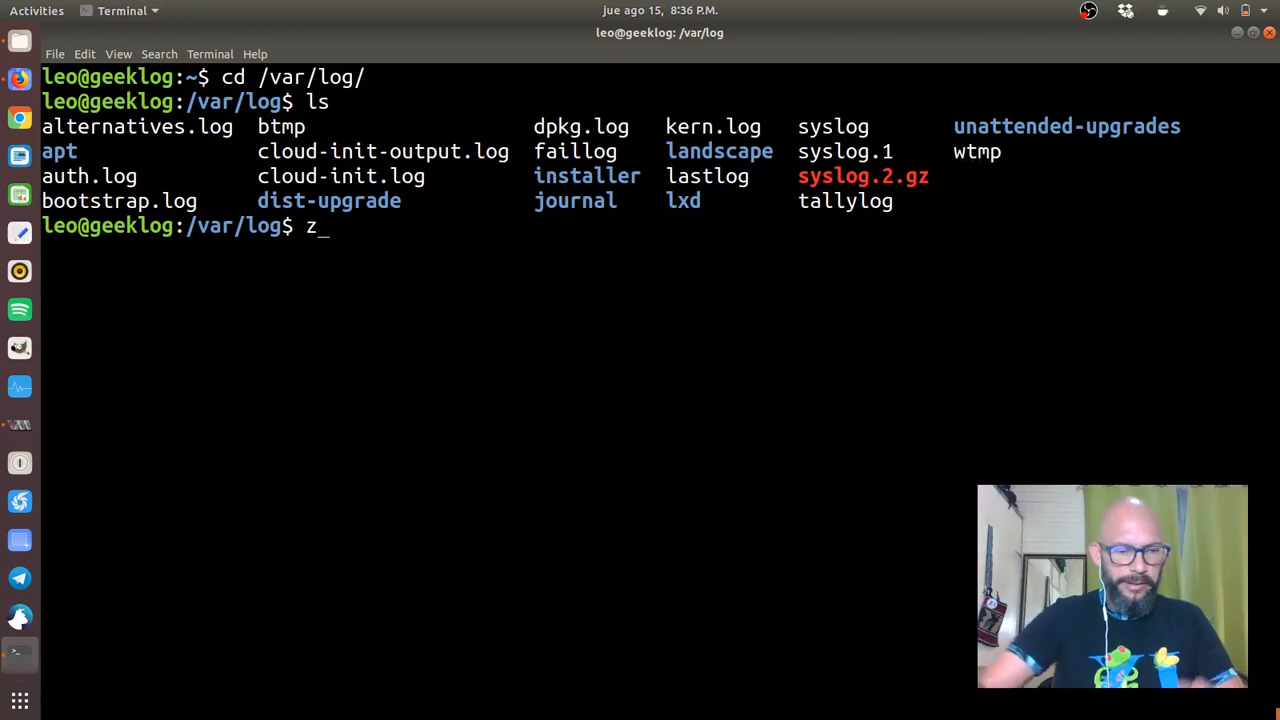 Activities Terminal jue ago 15, 8:36 P.M.
leo@geeklog: /var/log
File Edit View Search Terminal Help
leo@geeklog:~$ cd /var/log/
leo@geeklog:/var/log$ ls
alternatives.log btmp dpkg.log kern.log syslog unattended-upgrades
apt cloud-init-output.log faillog landscape syslog.1 wtmp
auth.log cloud-init.log installer lastlog syslog.2.gz
bootstrap.log dist-upgrade journal lxd tallylog
leo@geeklog:/var/log$ z_